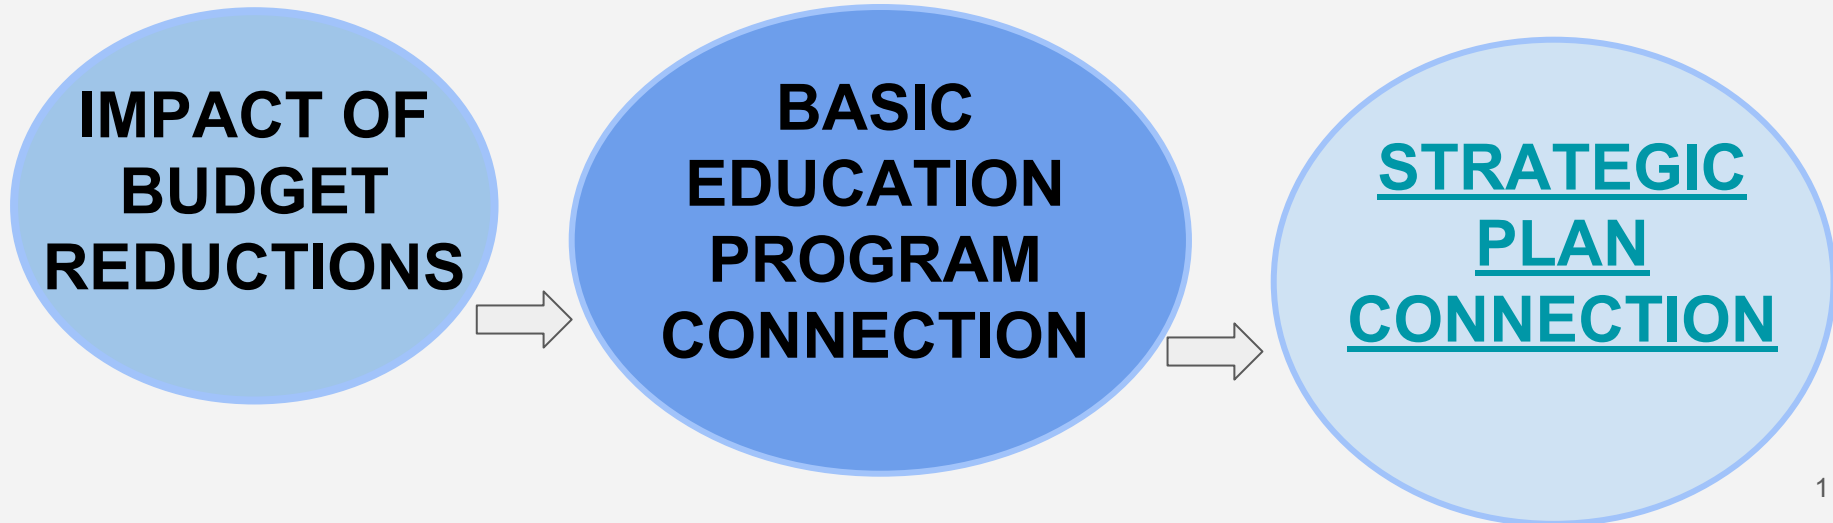 IMPACT OF
BUDGET
REDUCTIONS
BASIC
EDUCATION
PROGRAM
CONNECTION
STRATEGIC
PLAN
CONNECTION
1